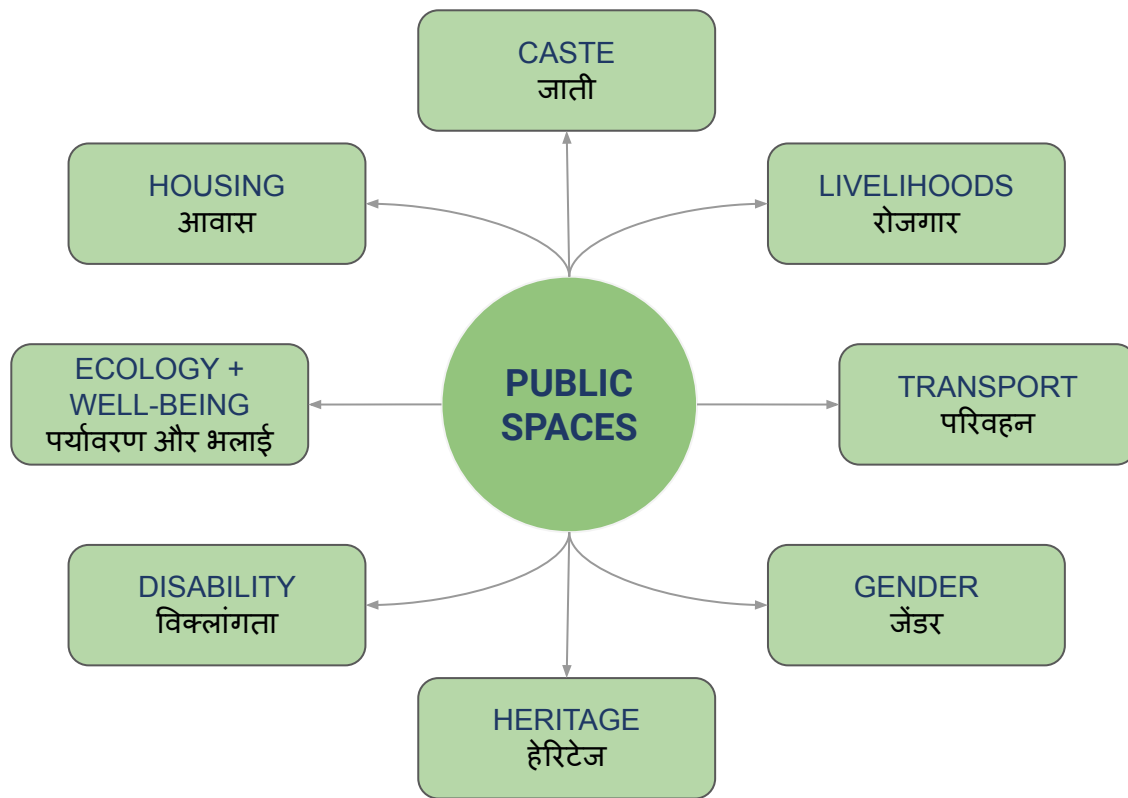 CASTE
जाती
HOUSING
आवास
LIVELIHOODS
रोजगार
ECOLOGY +
WELL-BEING
पर्यावरण और भलाई
PUBLIC
SPACES
TRANSPORT
परिवहन
DISABILITY
विक्लांगता
GENDER
जेंडर
HERITAGE
हेरिटेज